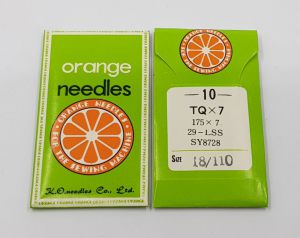 orange
needles
ORANGE NEEDLES
FOR THE SEWING MACHINE
K.O.needles Co., Ltd.
10
TQ×7
175×7
29-LSS
SY8728
Size 18/110